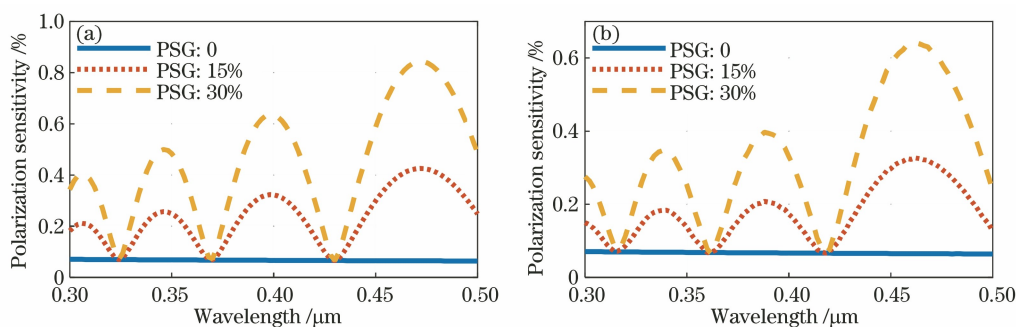 (a)
Polarization sensitivity /%
1.0
0.8
0.6
0.4
0.2
0
PSG: 0
PSG: 15%
PSG: 30%
0.30 0.35 0.40 0.45 0.50
Wavelength /μm
(b)
Polarization sensitivity /%
0.6
0.4
0.2
0
PSG: 0
PSG: 15%
PSG: 30%
0.30 0.35 0.40 0.45 0.50
Wavelength /μm